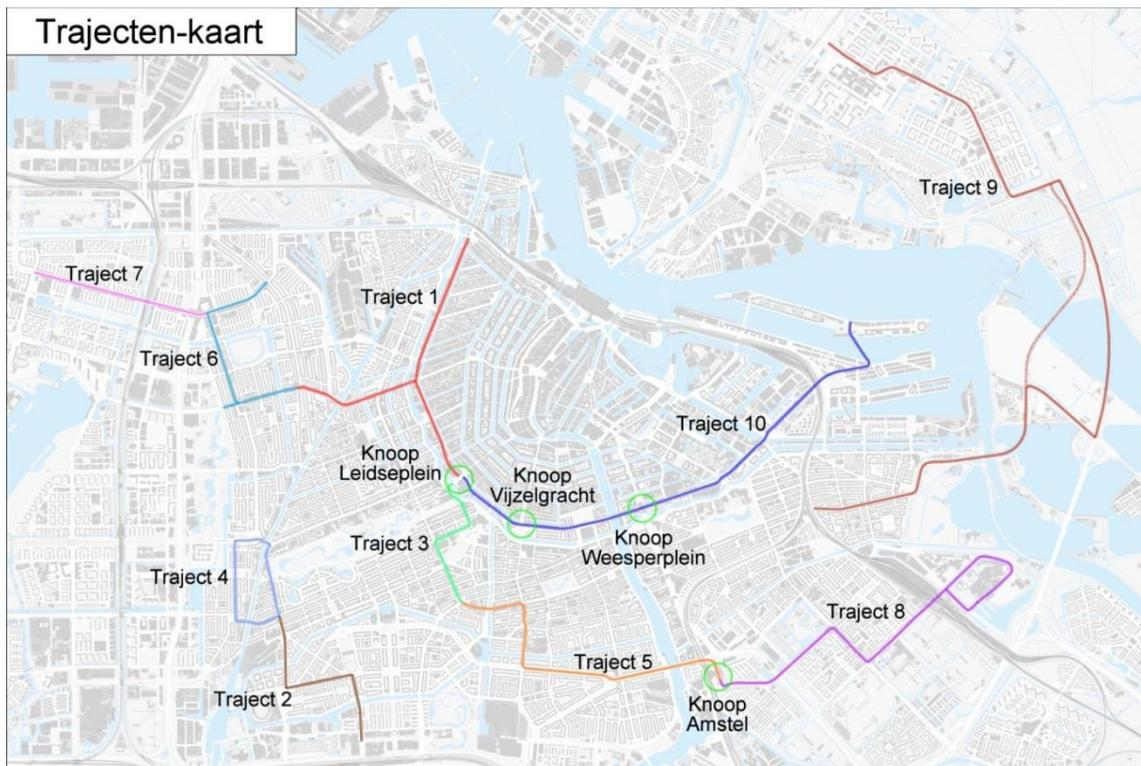 Trajecten-kaart
Traject 9
Traject 7
Traject 1
Traject 6
Traject 10
Knoop
Leidseplein
Knoop
Vijzelgracht
Knoop
Weesperplein
Traject 3
Traject 4
Traject 8
Traject 5
Traject 2
Knoop
Amstel